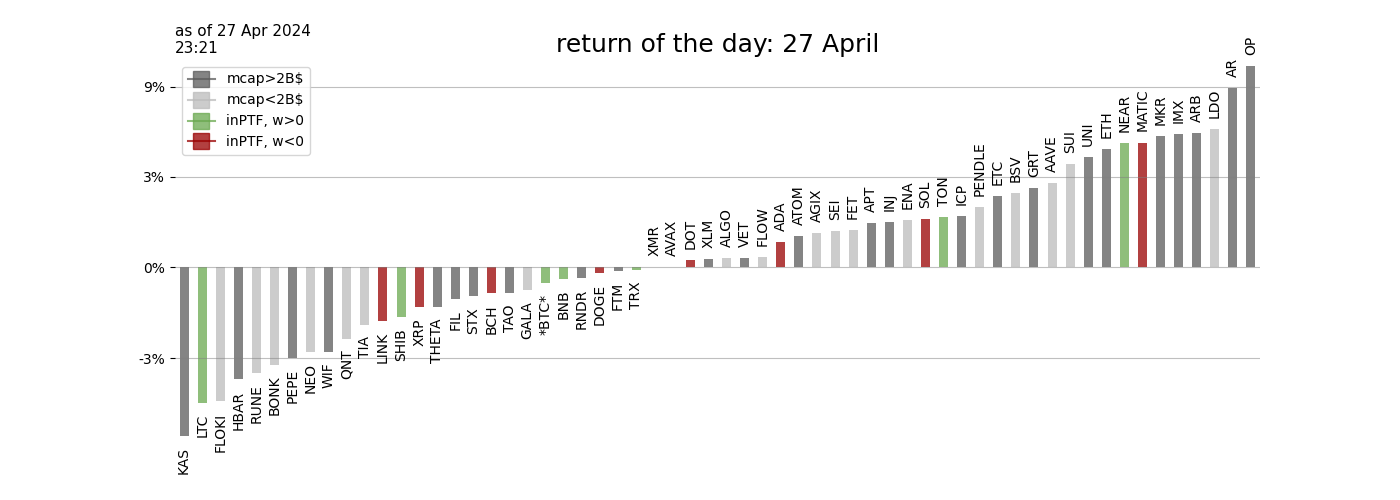 as of 27 Apr 2024
23:21
return of the day: 27 April
mcap>2B$
mcap<2B$
inPTF, w>0
inPTF, w<0
9%
3%
0%
-3%
KAS
LTC
FLOKI
HBAR
RUNE
BONK
PEPE
NEO
WIF
QNT
TIA
LINK
SHIB
XRP
THETA
FIL
STX
BCH
TAO
GALA
*BTC*
BNB
RNDR
DOGE
FTM
TRX
XMR
AVAX
DOT
XLM
ALGO
VET
FLOW
ADA
ATOM
AGIX
SEI
FET
APT
INJ
ENA
SOL
TON
ICP
PENDLE
ETC
BSV
GRT
AAVE
SUI
UNI
ETH
NEAR
MATIC
MKR
IMX
ARB
LDO
AR
OP